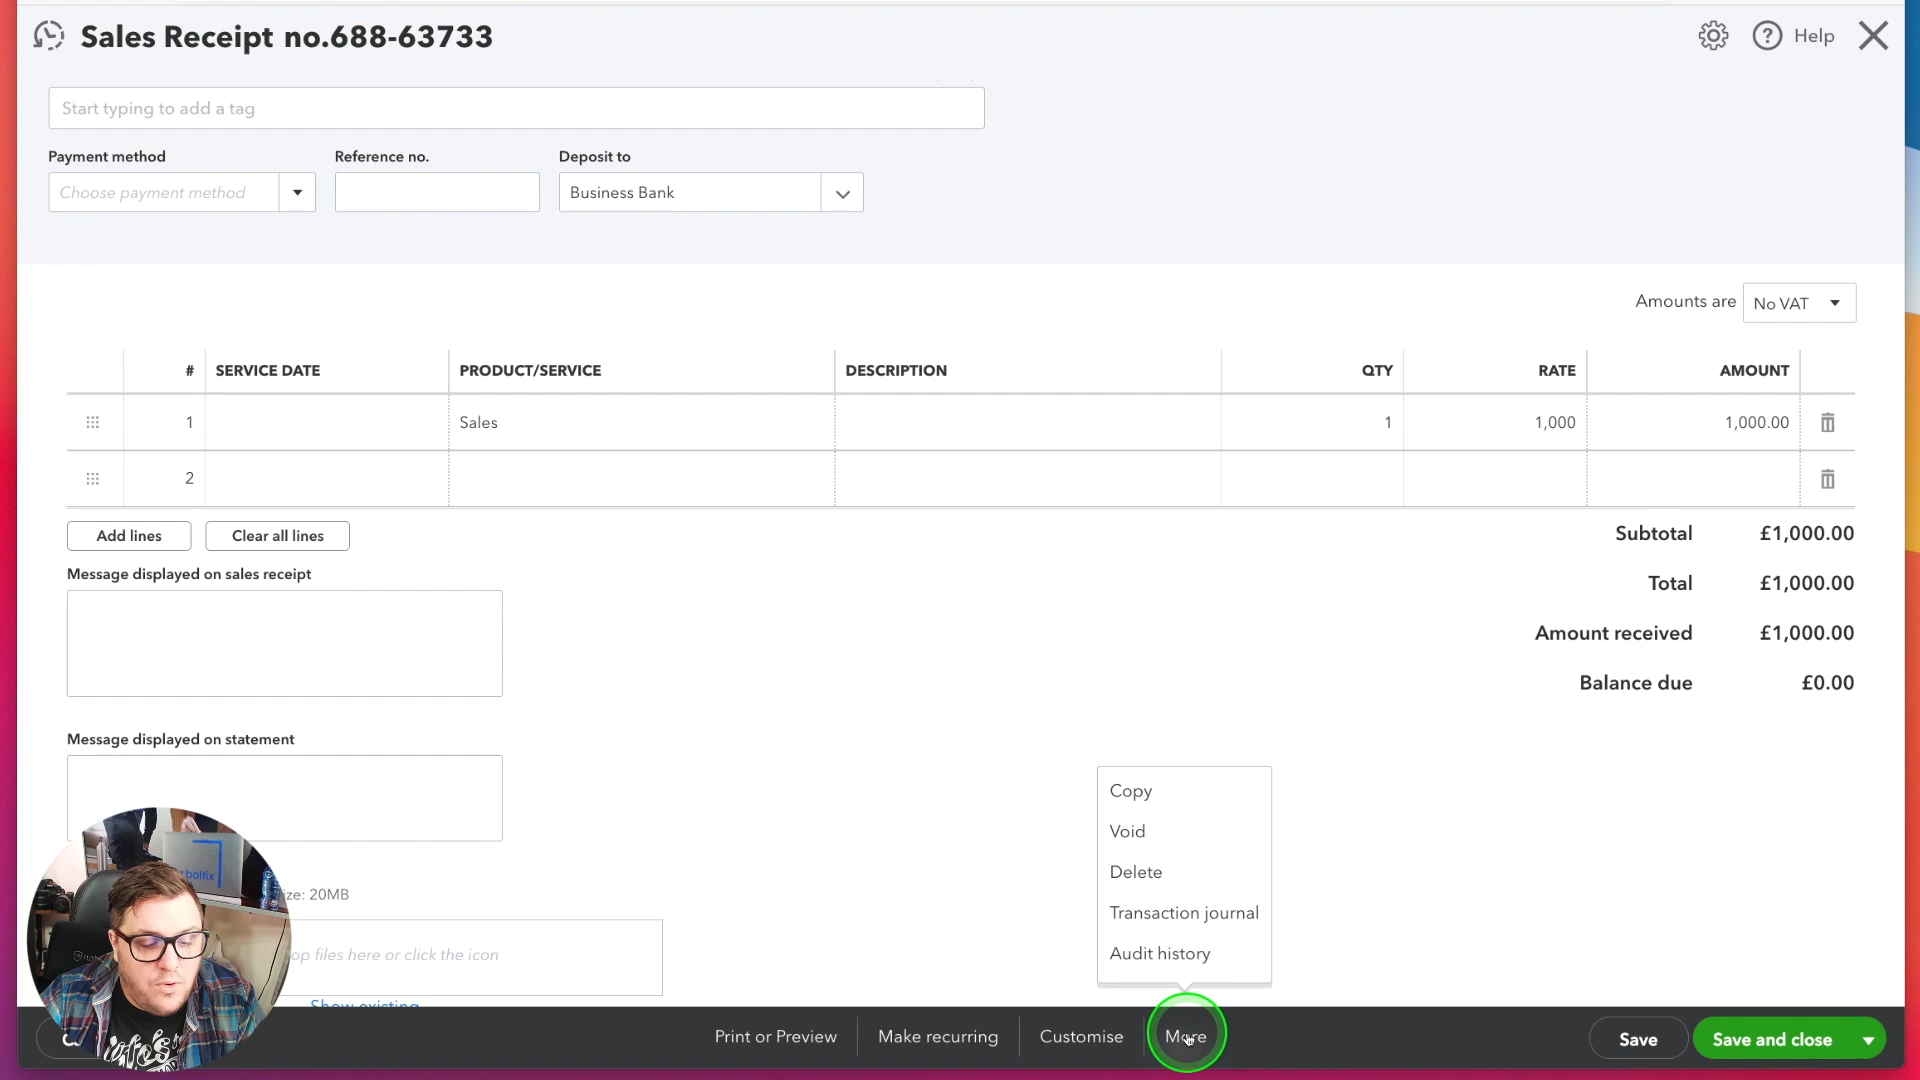 Sales Receipt no.688-63733
Help
Start typing to add a tag
Payment method
Reference no.
Deposit to
Choose payment method
Business Bank
Amounts are
No VAT
# SERVICE DATE PRODUCT/SERVICE DESCRIPTION QTY RATE AMOUNT
1 Sales 1 1,000 1,000.00
2
Add lines
Clear all lines
Subtotal £1,000.00
Message displayed on sales receipt
Total £1,000.00
Amount received £1,000.00
Balance due £0.00
Message displayed on statement
Copy
Void
Delete
Transaction journal
Audit history
bolfix
ize: 20MB
op files here or click the icon
Show existing
Print or Preview
Make recurring
Customise
More
Save
Save and close